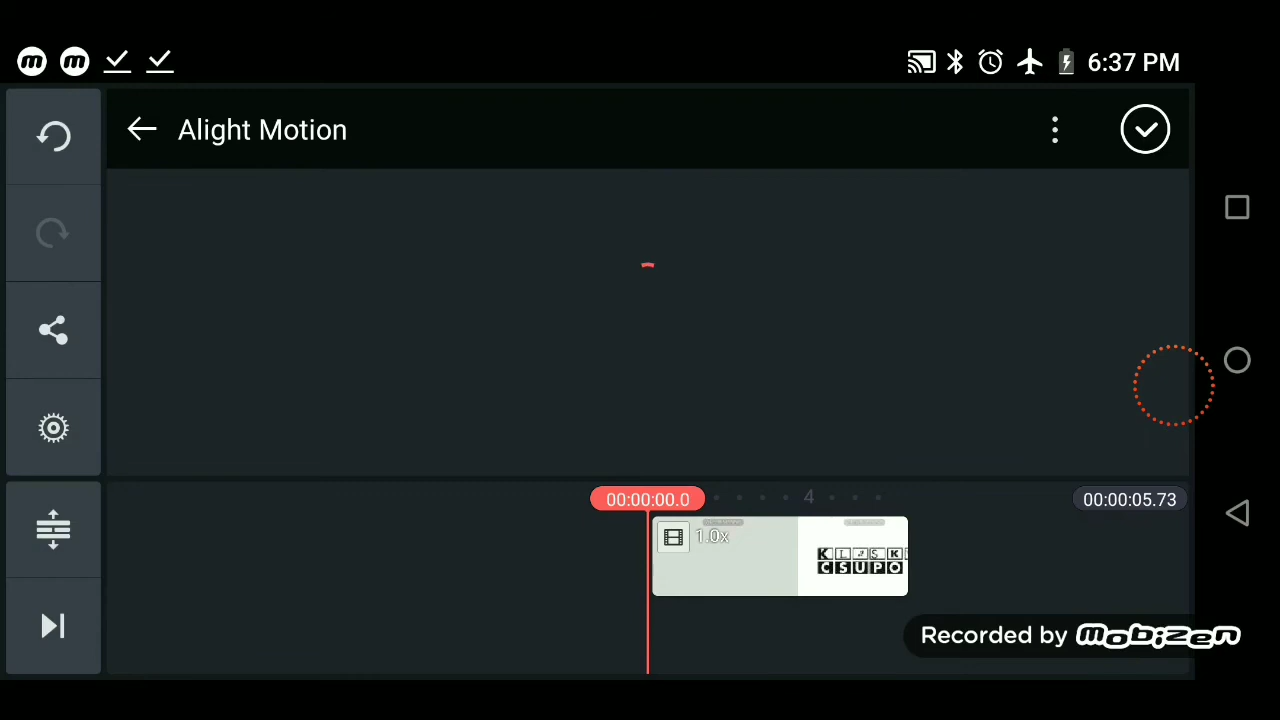 6:37 PM
Alight Motion
00:00:00.0
4
00:00:05.73
1.0x
KLASK
CSUPO
Recorded by mobizen